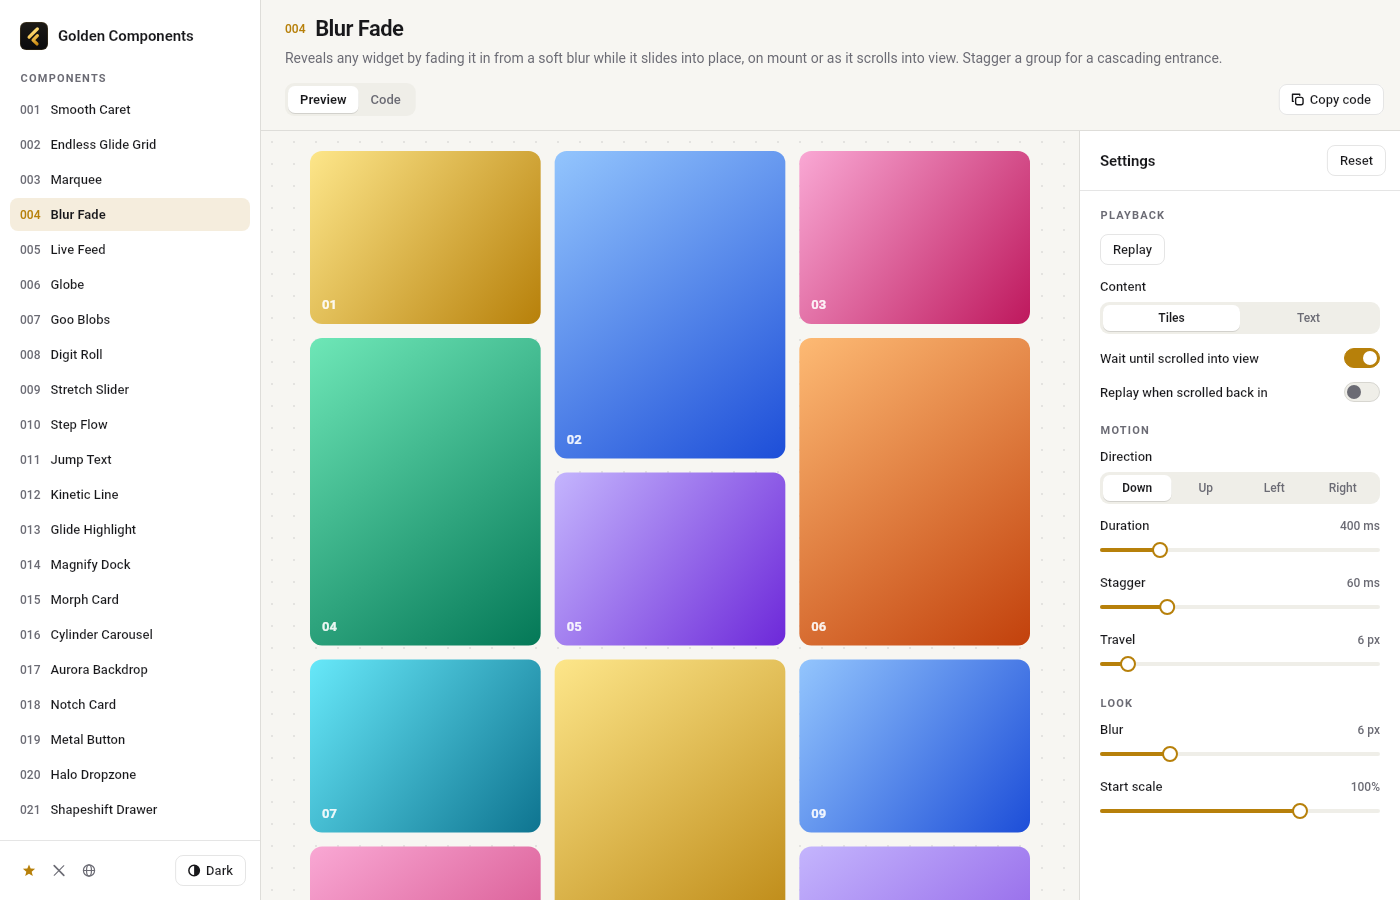 Golden Components
COMPONENTS
001 Smooth Caret
002 Endless Glide Grid
003 Marquee
004 Blur Fade
005 Live Feed
006 Globe
007 Goo Blobs
008 Digit Roll
009 Stretch Slider
010 Step Flow
011 Jump Text
012 Kinetic Line
013 Glide Highlight
014 Magnify Dock
015 Morph Card
016 Cylinder Carousel
017 Aurora Backdrop
018 Notch Card
019 Metal Button
020 Halo Dropzone
021 Shapeshift Drawer
Dark
004 Blur Fade
Reveals any widget by fading it in from a soft blur while it slides into place, on mount or as it scrolls into view. Stagger a group for a cascading entrance.
Preview Code
Copy code
01
02
03
04
05
06
07
09
Settings
Reset
PLAYBACK
Replay
Content
Tiles Text
Wait until scrolled into view
Replay when scrolled back in
MOTION
Direction
Down Up Left Right
Duration 400 ms
Stagger 60 ms
Travel 6 px
LOOK
Blur 6 px
Start scale 100%